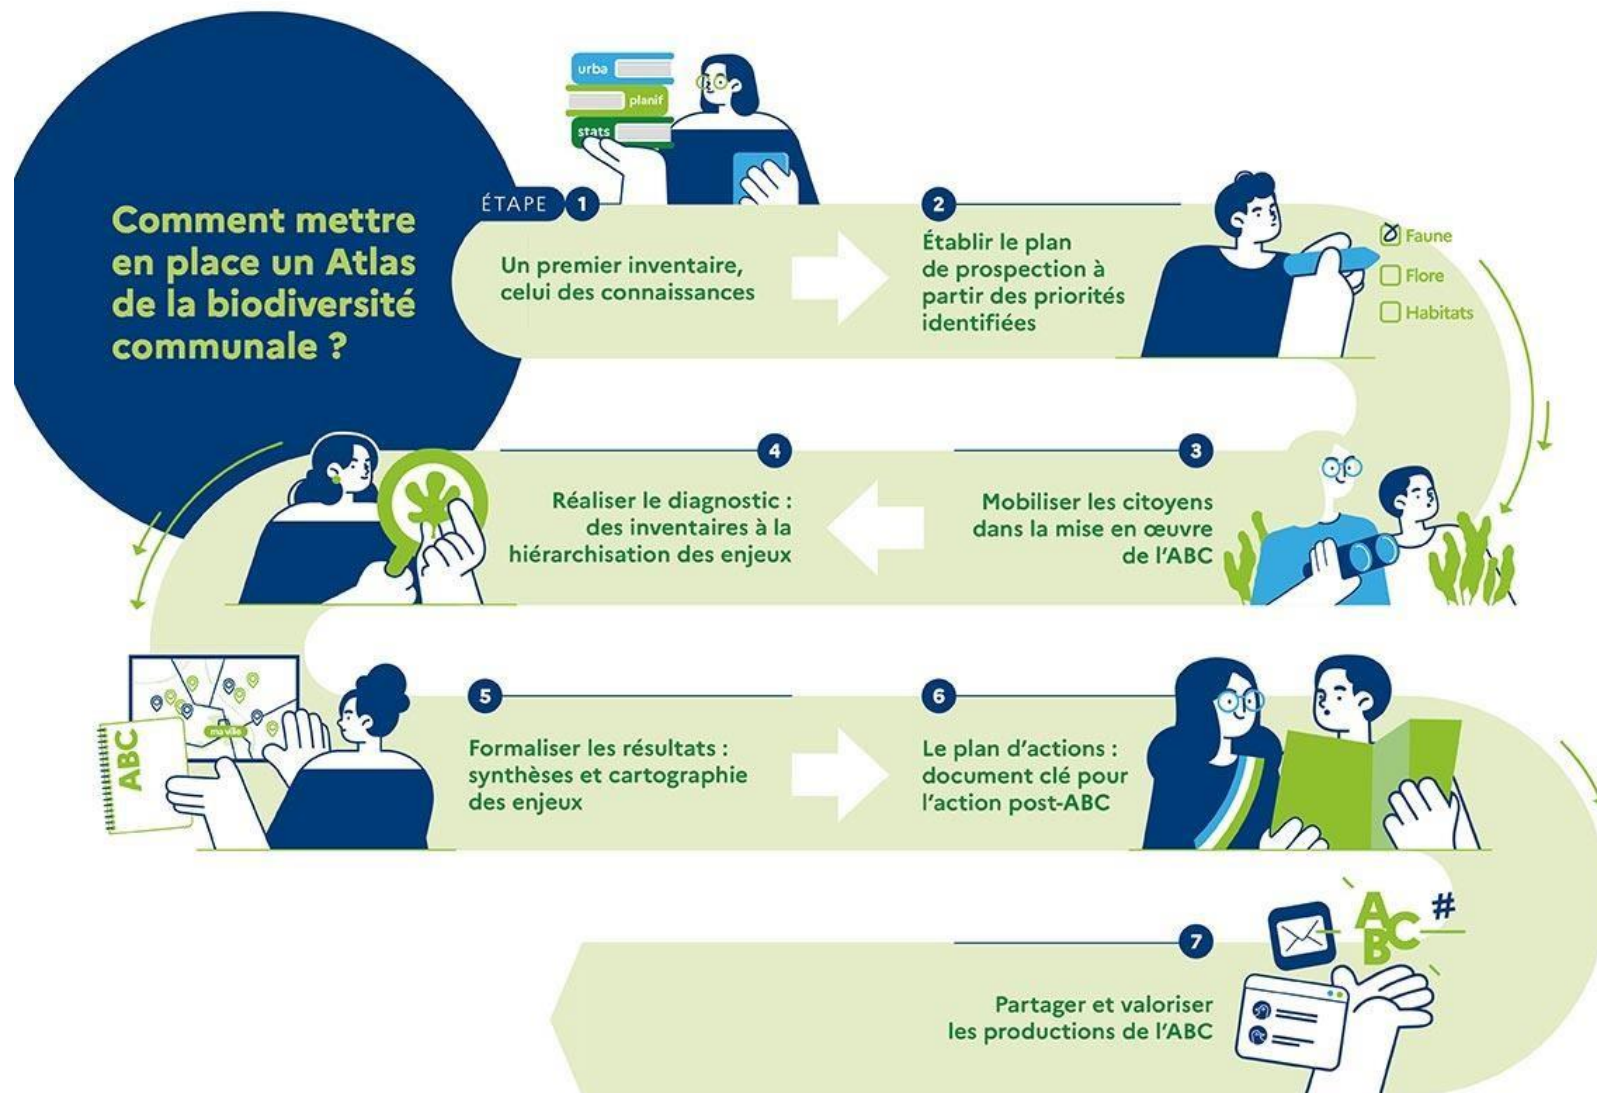 Comment mettre
en place un Atlas
de la biodiversité
communale ?
urba
planif
stats
ÉTAPE 1
Un premier inventaire,
celui des connaissances
2
Établir le plan
de prospection à
partir des priorités
identifiées
Faune
Flore
Habitats
3
Mobiliser les citoyens
dans la mise en œuvre
de l'ABC
4
Réaliser le diagnostic :
des inventaires à la
hiérarchisation des enjeux
ma ville
ABC
5
Formaliser les résultats :
synthèses et cartographie
des enjeux
6
Le plan d'actions :
document clé pour
l'action post-ABC
7
Partager et valoriser
les productions de l'ABC
ABC #